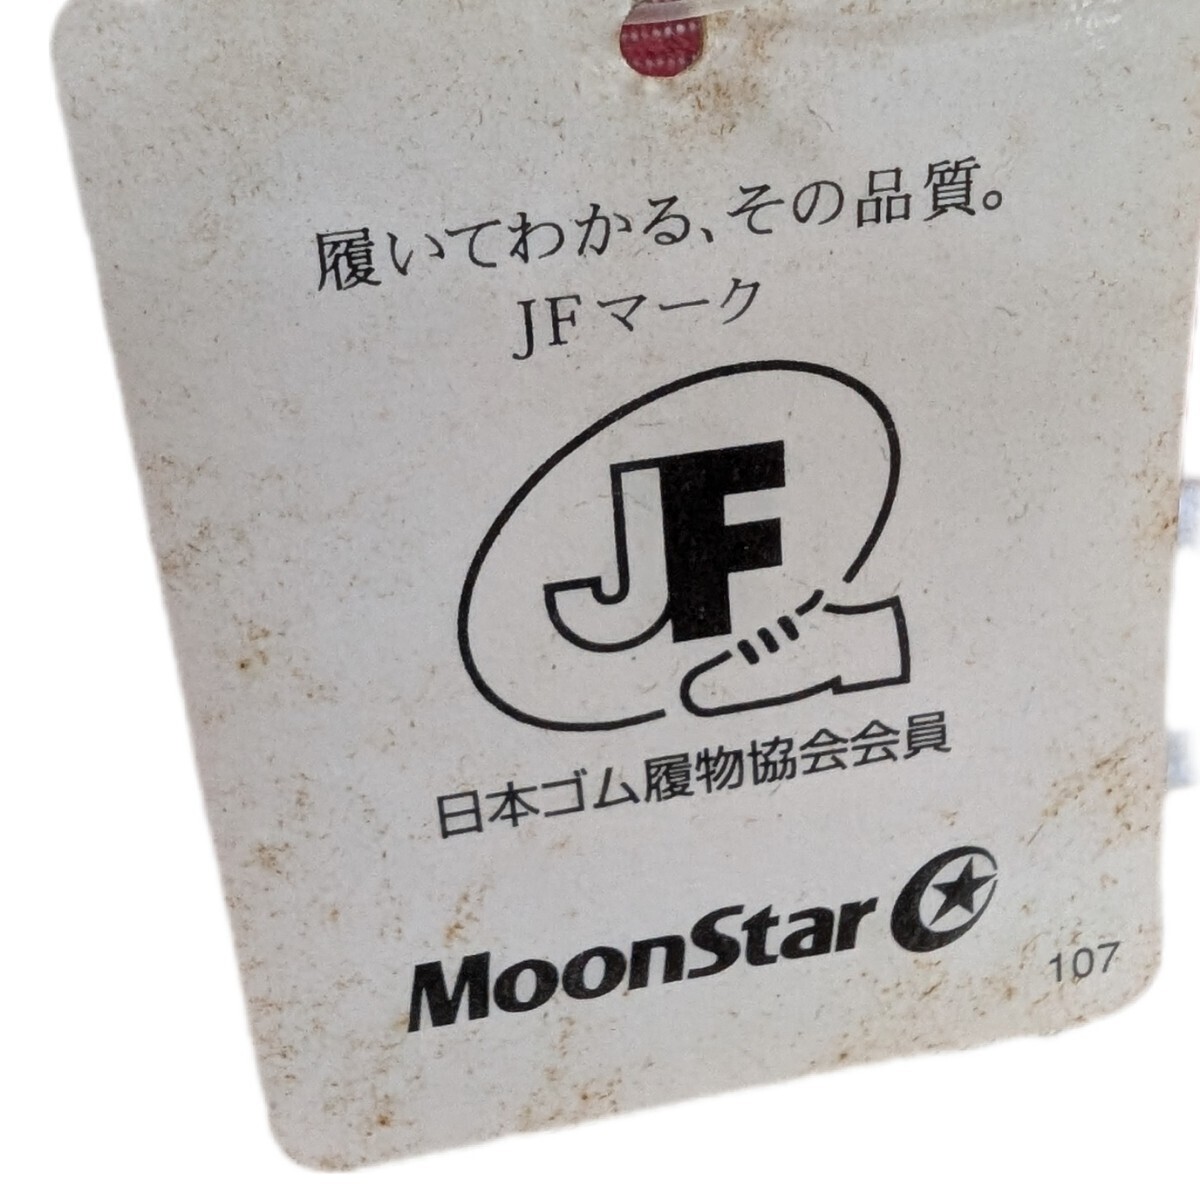 履いてわかる、その品質。
JFマーク
JF
日本ゴム履物協会会員
MoonStar
107